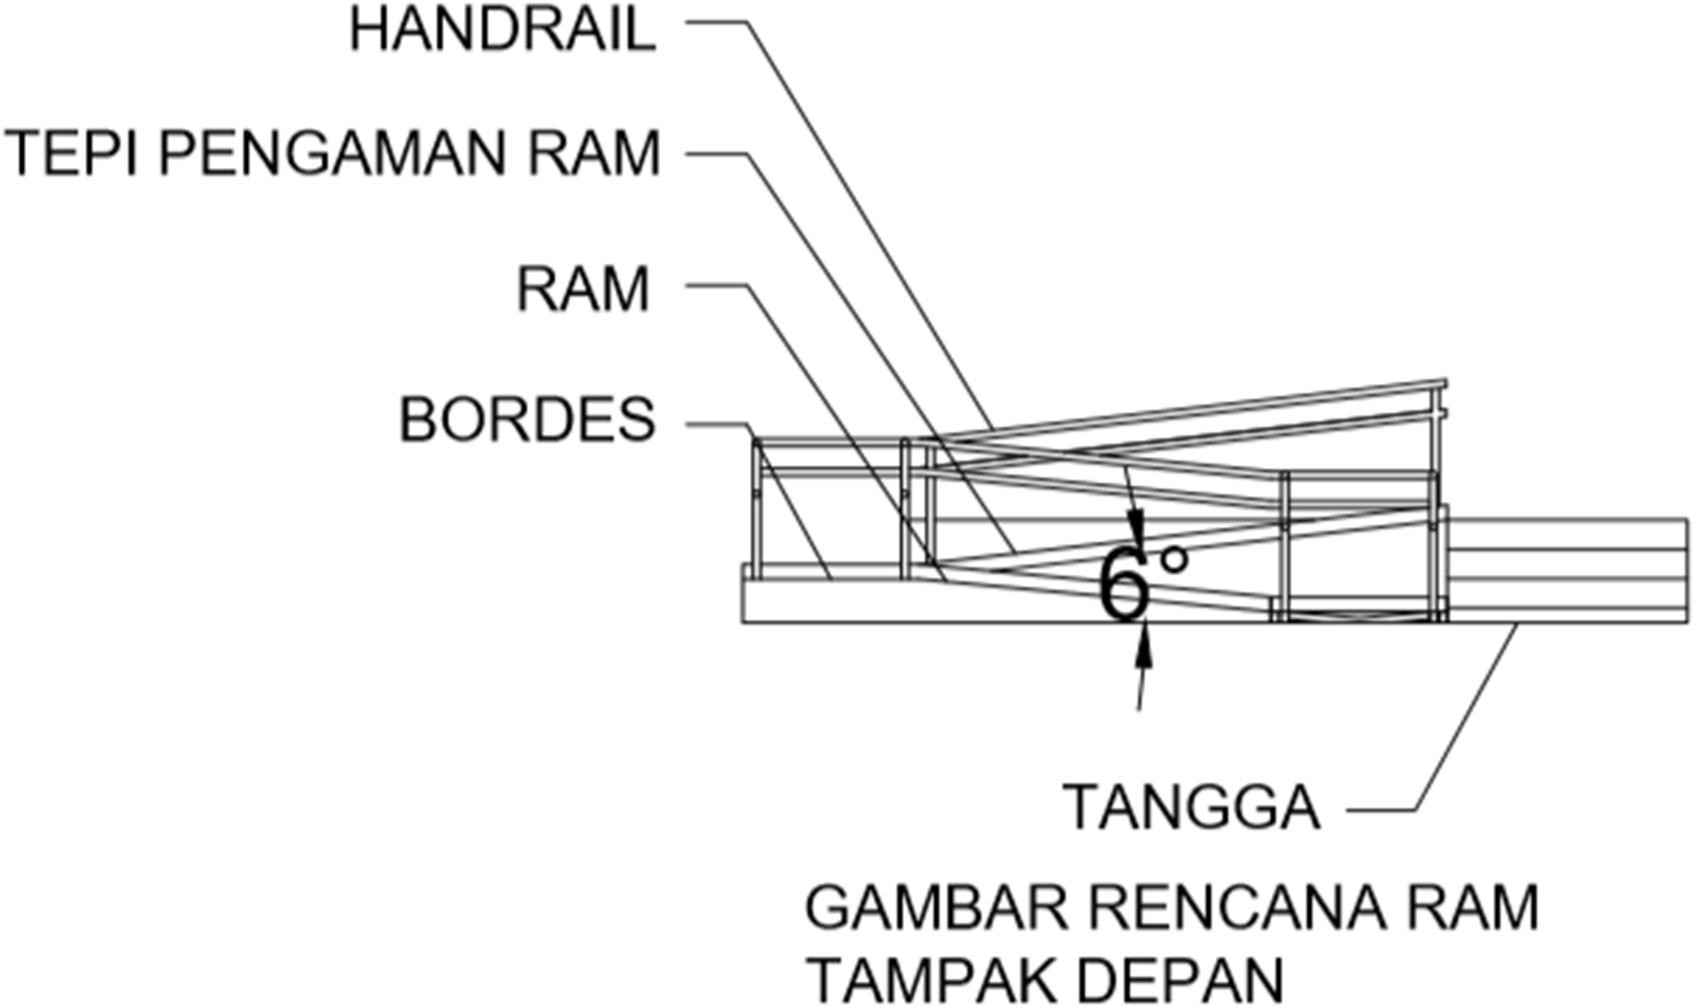 HANDRAIL
TEPI PENGAMAN RAM
RAM
BORDES
6°
TANGGA
GAMBAR RENCANA RAM
TAMPAK DEPAN